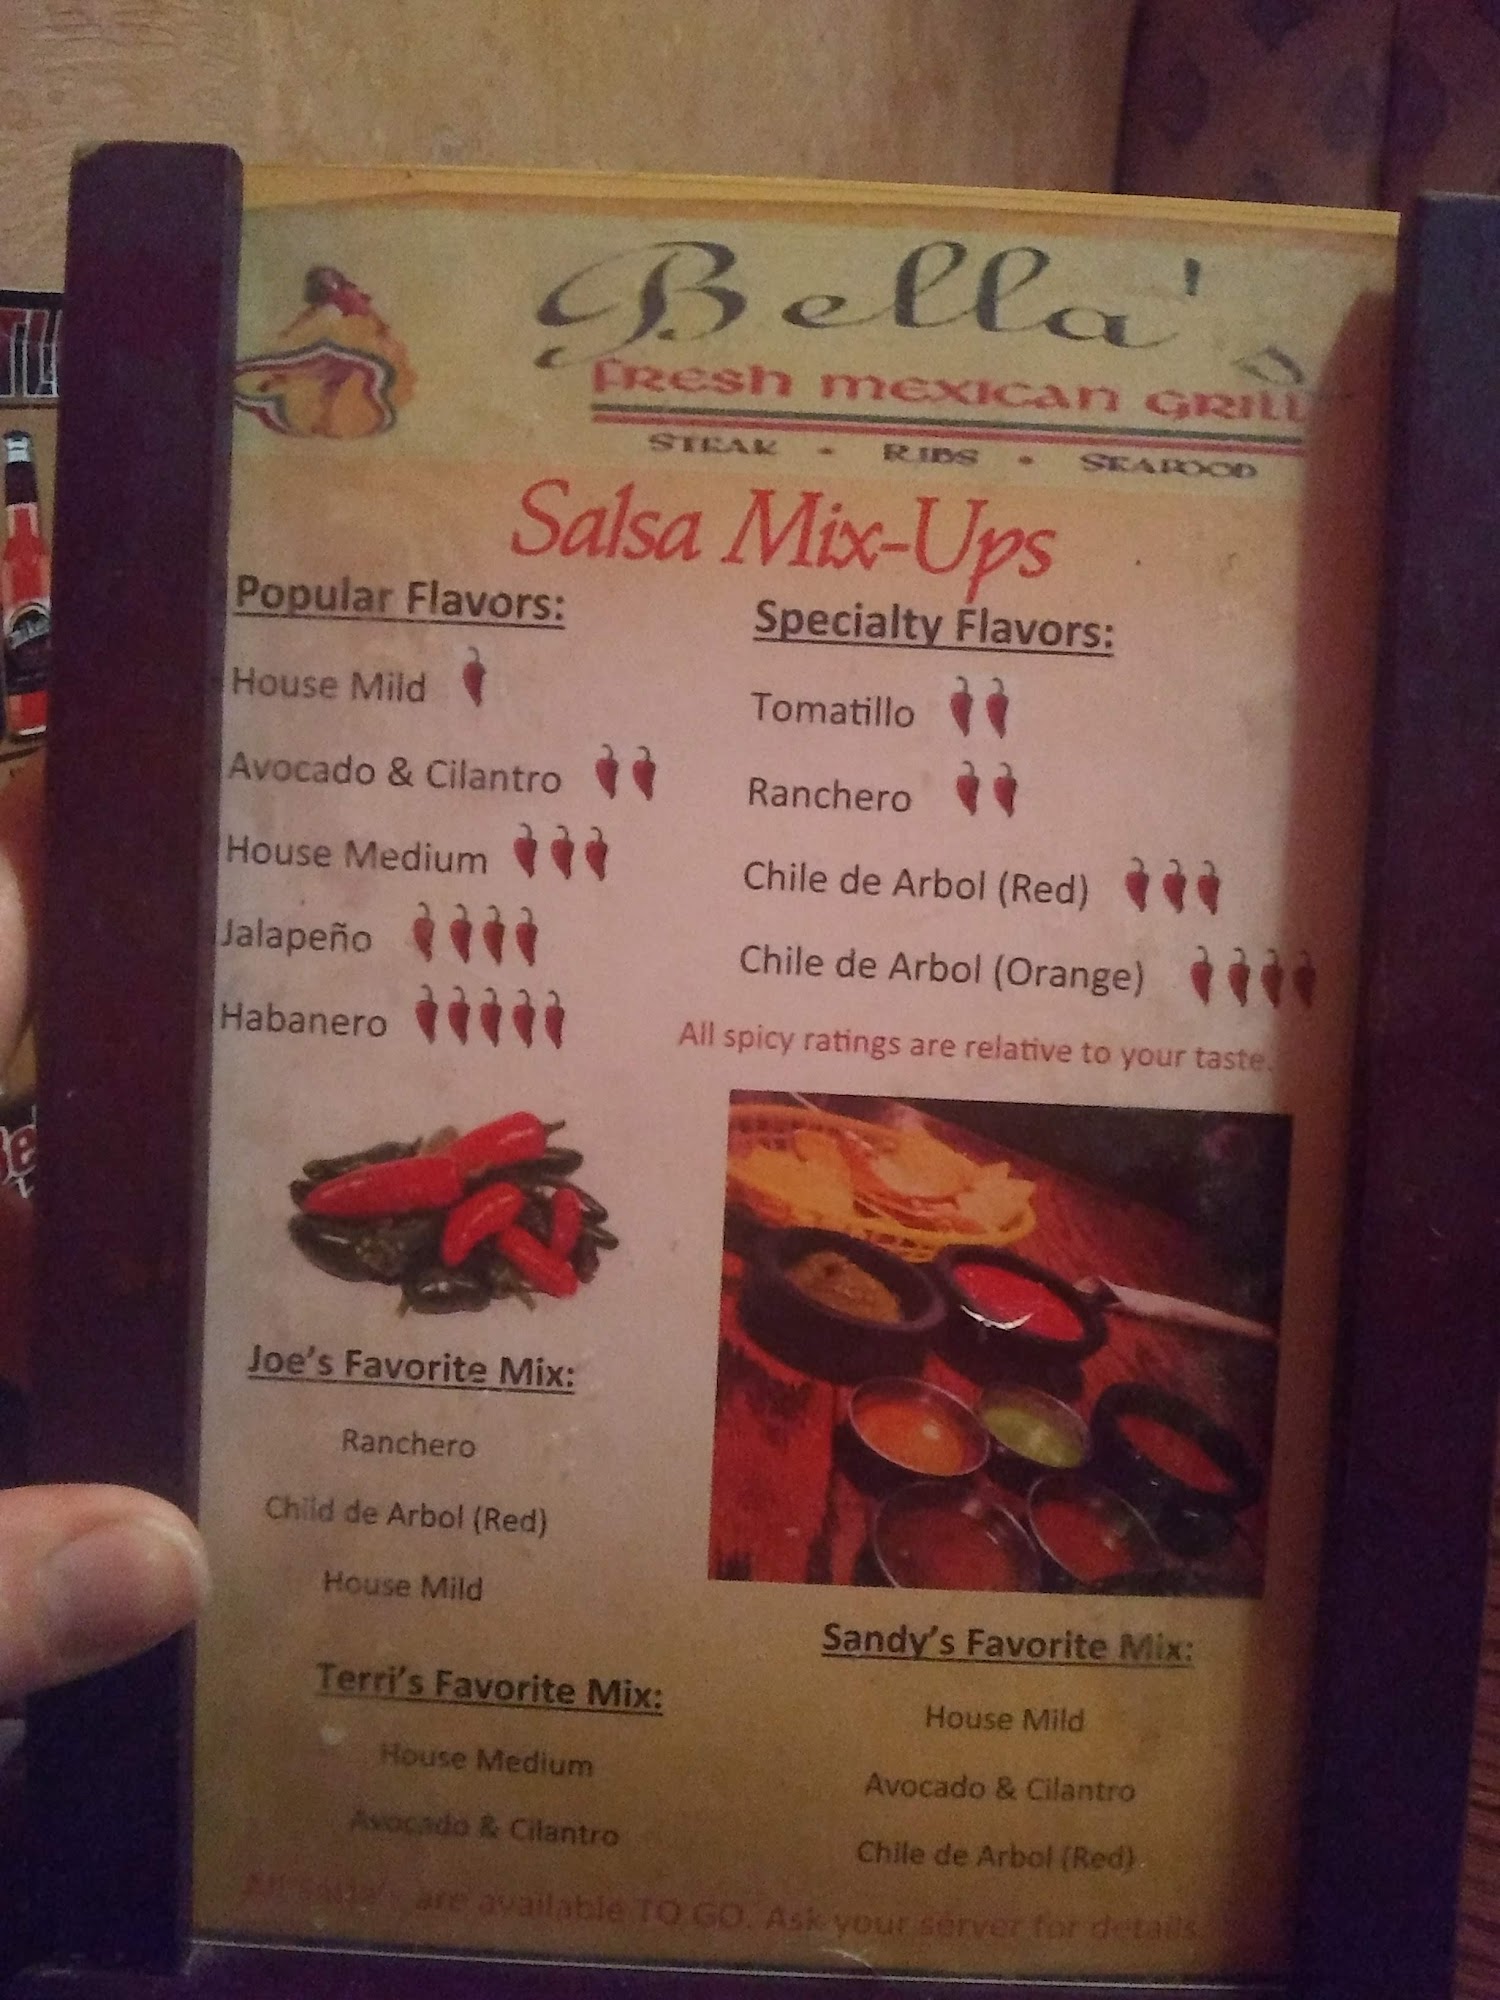 Bella's
FRESH MEXICAN GRILL
STEAK • RIBS • SEAFOOD
Salsa Mix-Ups
Popular Flavors:
House Mild
Avocado & Cilantro
House Medium
Jalapeño
Habanero
Specialty Flavors:
Tomatillo
Ranchero
Chile de Arbol (Red)
Chile de Arbol (Orange)
All spicy ratings are relative to your taste.
Joe's Favorite Mix:
Ranchero
Child de Arbol (Red)
House Mild
Terri's Favorite Mix:
House Medium
Avocado & Cilantro
Sandy's Favorite Mix:
House Mild
Avocado & Cilantro
Chile de Arbol (Red)
All are available TO GO. Ask your server for details.